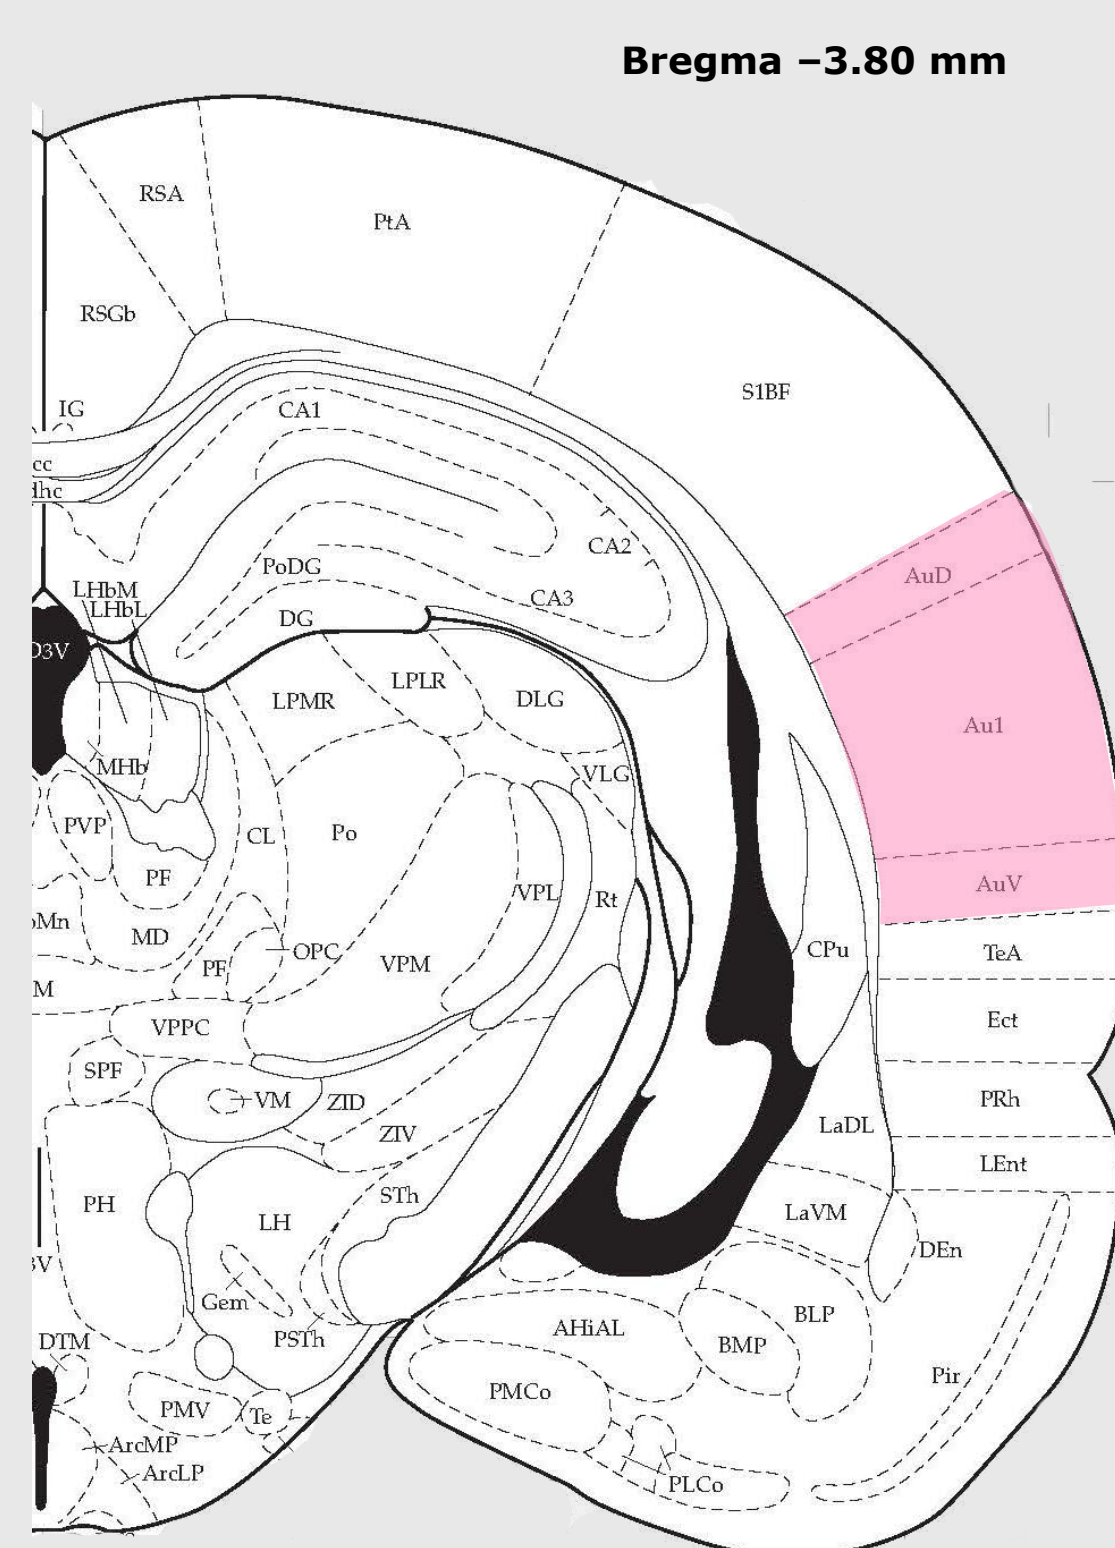 Bregma –3.80 mm
RSA
PtA
RSGb
S1BF
IG
CA1
cc
dhc
CA2
PoDG
AuD
LHbM
CA3
LHbL
DG
D3V
LPLR
LPMR
DLG
Au1
MHb
VLG
PVP
CL
Po
PF
AuV
VPL
Rt
MD
OPC
CPu
TeA
PF
VPM
M
VPPC
Ect
SPF
VM
ZID
PRh
ZIV
LaDL
LEnt
STh
PH
LaVM
LH
DEn
3V
Gem
BLP
PSTh
AHiAL
DTM
BMP
Pir
PMCo
PMV
Te
ArcMP
ArcLP
PLCo